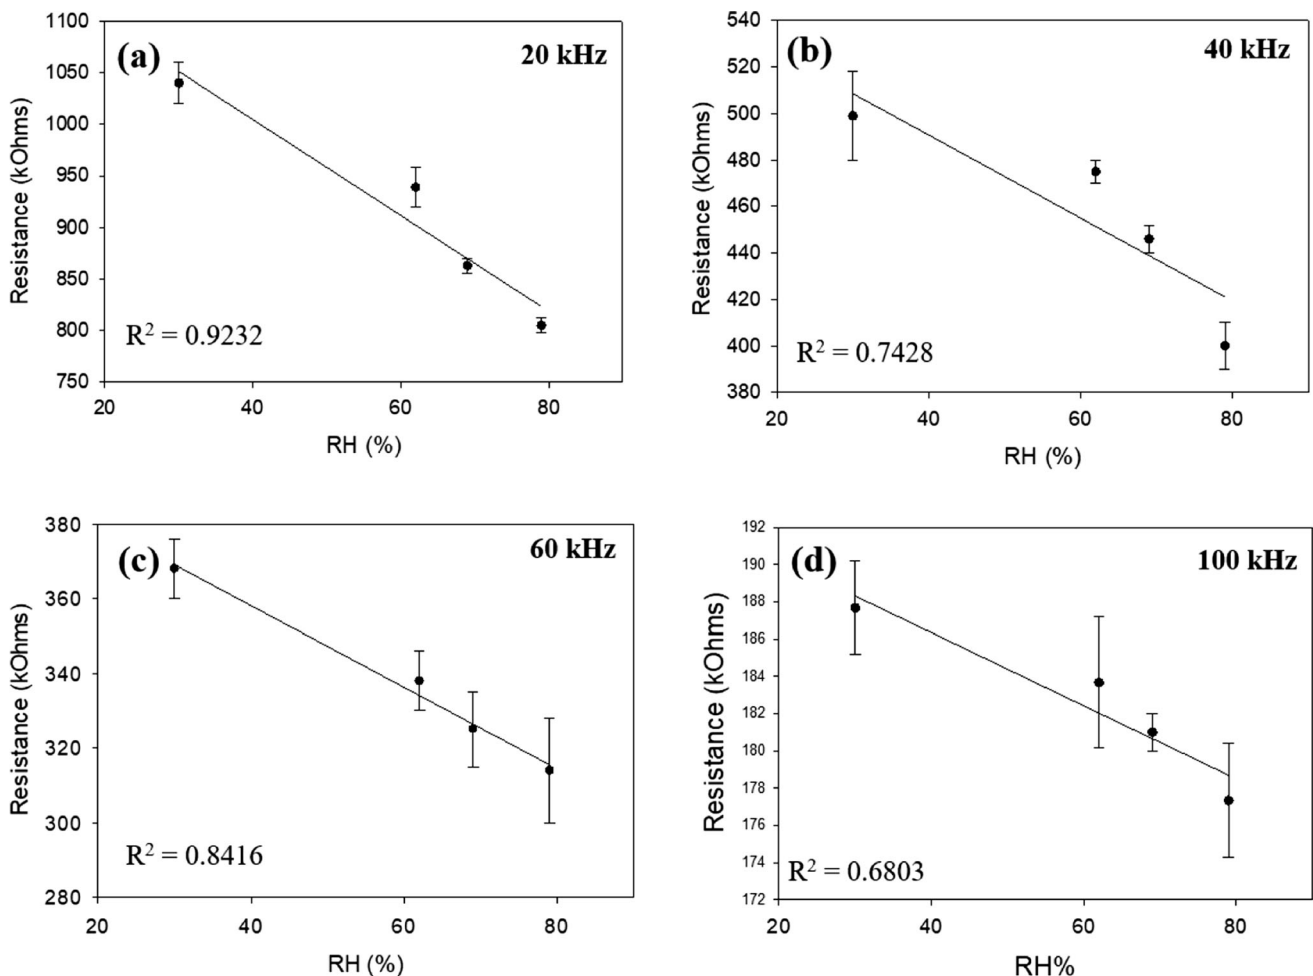 (a)
20 kHz
1100
1050
1000
950
900
850
800
750
Resistance (kOhms)
R² = 0.9232
20
40
60
80
RH (%)
(b)
40 kHz
540
520
500
480
460
440
420
400
380
Resistance (kOhms)
R² = 0.7428
20
40
60
80
RH (%)
(c)
60 kHz
380
360
340
320
300
280
Resistance (kOhms)
R² = 0.8416
20
40
60
80
RH (%)
(d)
100 kHz
192
190
188
186
184
182
180
178
176
174
172
Resistance (kOhms)
R² = 0.6803
20
40
60
80
RH%